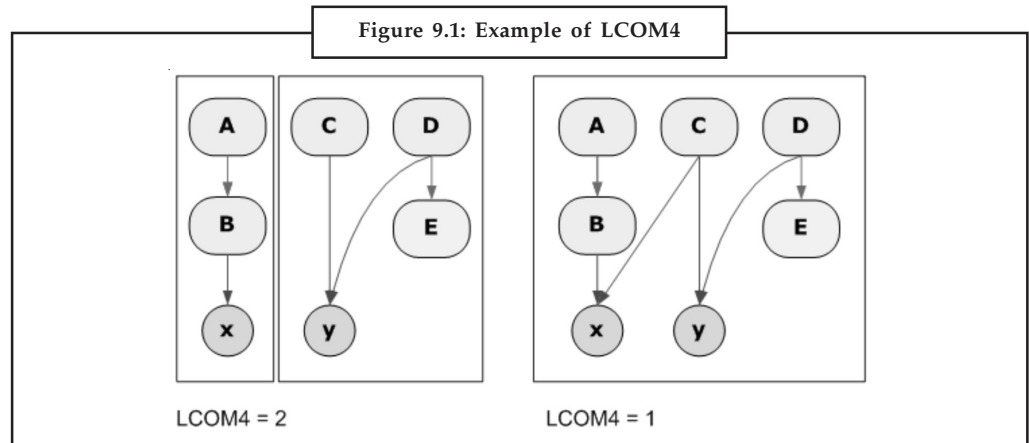 Figure 9.1: Example of LCOM4
A C D
B E
x y
LCOM4 = 2
A C D
B E
x y
LCOM4 = 1